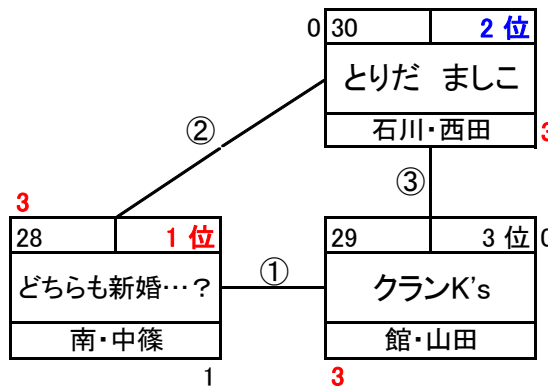 0 30 2 位
とりだ ましこ
石川・西田 3
②
③
3
28 1 位
どちらも新婚…？
南・中篠
1
①
29 3 位 0
クランK's
館・山田
3